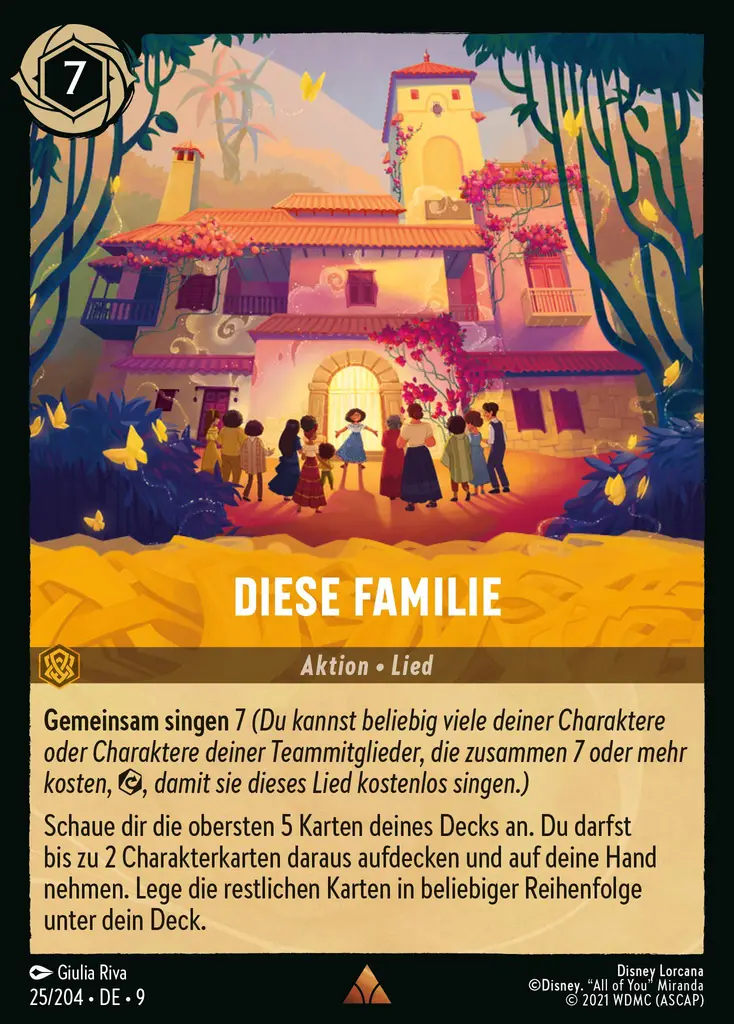 7
DIESE FAMILIE
Aktion • Lied
Gemeinsam singen 7 (Du kannst beliebig viele deiner Charaktere
oder Charaktere deiner Teammitglieder, die zusammen 7 oder mehr
kosten, , damit sie dieses Lied kostenlos singen.)
Schaue dir die obersten 5 Karten deines Decks an. Du darfst
bis zu 2 Charakterkarten daraus aufdecken und auf deine Hand
nehmen. Lege die restlichen Karten in beliebiger Reihenfolge
unter dein Deck.
Giulia Riva
25/204 • DE • 9
Disney Lorcana
©Disney. “All of You” Miranda
© 2021 WDMC (ASCAP)